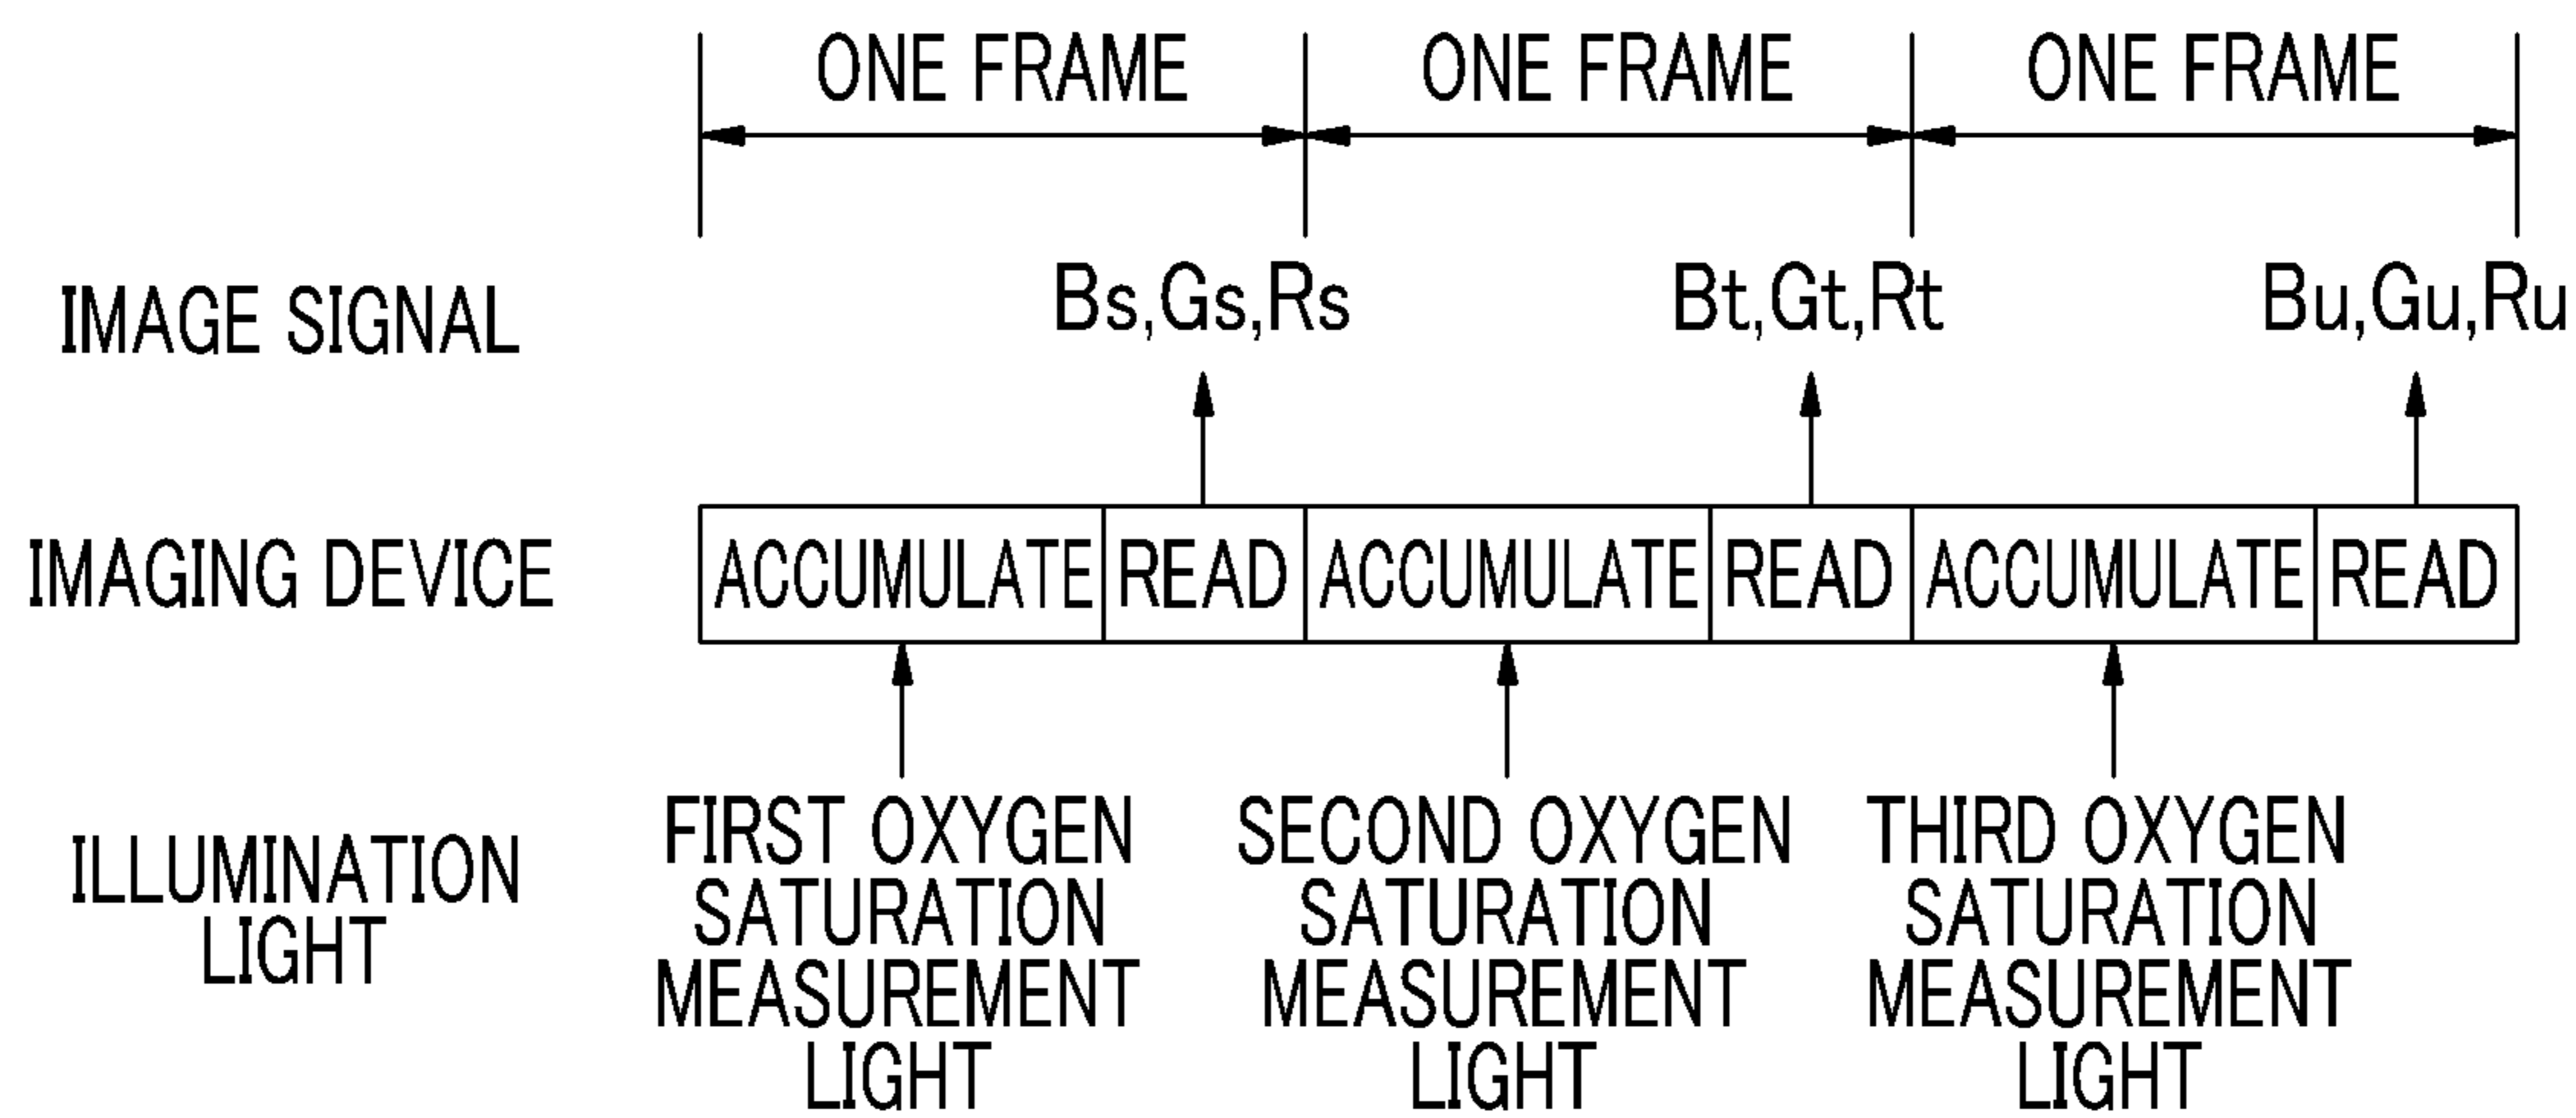 ONE FRAME ONE FRAME ONE FRAME
IMAGE SIGNAL Bs,Gs,Rs Bt,Gt,Rt Bu,Gu,Ru
IMAGING DEVICE ACCUMULATE READ ACCUMULATE READ ACCUMULATE READ
ILLUMINATION
LIGHT
FIRST OXYGEN
SATURATION
MEASUREMENT
LIGHT
SECOND OXYGEN
SATURATION
MEASUREMENT
LIGHT
THIRD OXYGEN
SATURATION
MEASUREMENT
LIGHT